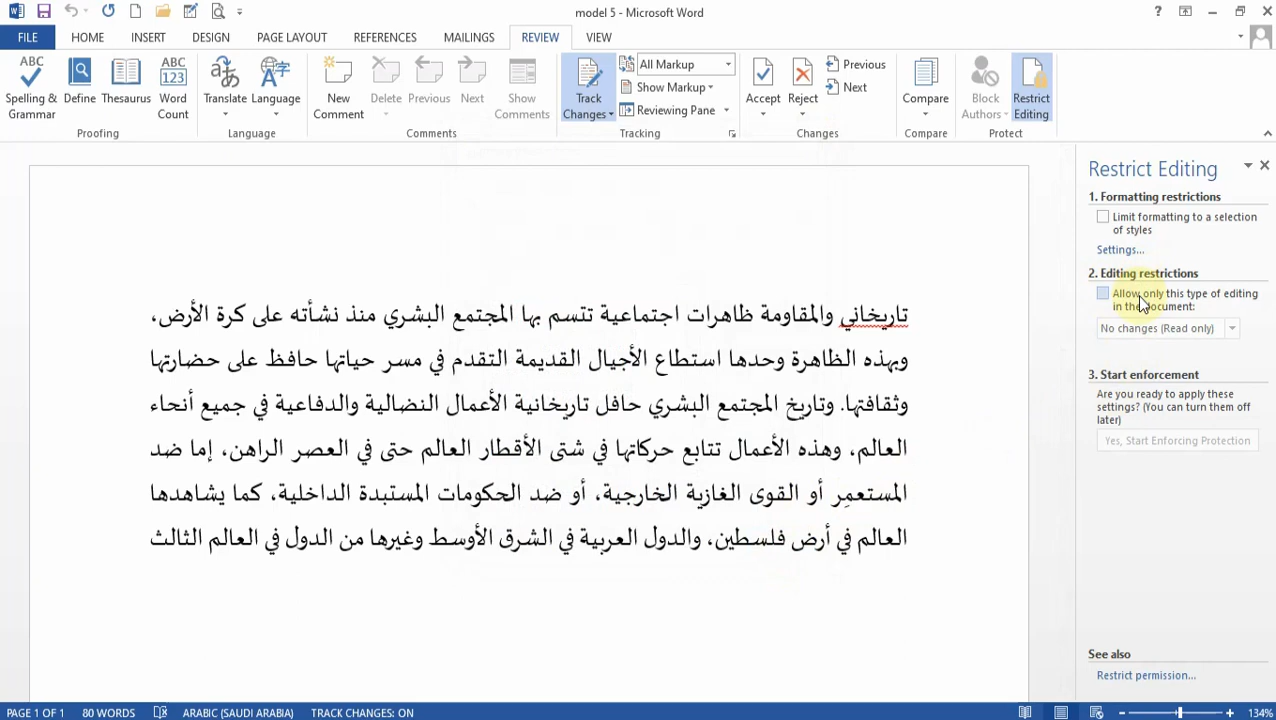 model 5 - Microsoft Word
FILE
HOME
INSERT
DESIGN
PAGE LAYOUT
REFERENCES
MAILINGS
REVIEW
VIEW
ABC
Spelling &
Grammar
Define
Thesaurus
ABC
123
Word
Count
Proofing
Translate
Language
Language
New
Comment
Delete
Previous
Next
Show
Comments
Comments
Track
Changes
All Markup
Show Markup
Reviewing Pane
Tracking
Accept
Reject
Previous
Next
Changes
Compare
Compare
Block
Authors
Restrict
Editing
Protect
تاريخاني والمقاومة ظاهرات اجتماعية تتسم بها المجتمع البشري منذ نشأته على كرة الأرض،
وبهذه الظاهرة وحدها استطاع الأجيال القديمة التقدم في مسر حياتها حافظ على حضارتها
وثقافتها. وتاريخ المجتمع البشري حافل تاريخانية الأعمال النضالية والدفاعية في جميع أنحاء
العالم، وهذه الأعمال تتابع حركاتها في شتى الأقطار العالم حتى في العصر الراهن، إما ضد
المستعمِر أو القوى الغازية الخارجية، أو ضد الحكومات المستبدة الداخلية، كما يشاهدها
العالم في أرض فلسطين، والدول العربية في الشرق الأوسط وغيرها من الدول في العالم الثالث
Restrict Editing
1. Formatting restrictions
Limit formatting to a selection
of styles
Settings...
2. Editing restrictions
Allow only this type of editing
in the document:
No changes (Read only)
3. Start enforcement
Are you ready to apply these
settings? (You can turn them off
later)
Yes, Start Enforcing Protection
See also
Restrict permission...
PAGE 1 OF 1
80 WORDS
ARABIC (SAUDI ARABIA)
TRACK CHANGES: ON
134%